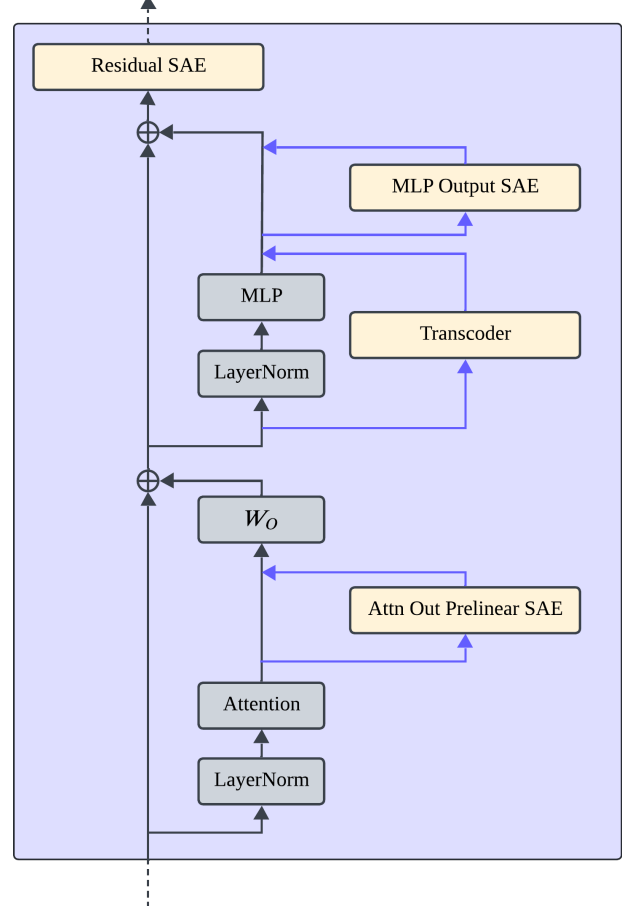 Residual SAE
MLP Output SAE
MLP
Transcoder
LayerNorm
W_O
Attn Out Prelinear SAE
Attention
LayerNorm